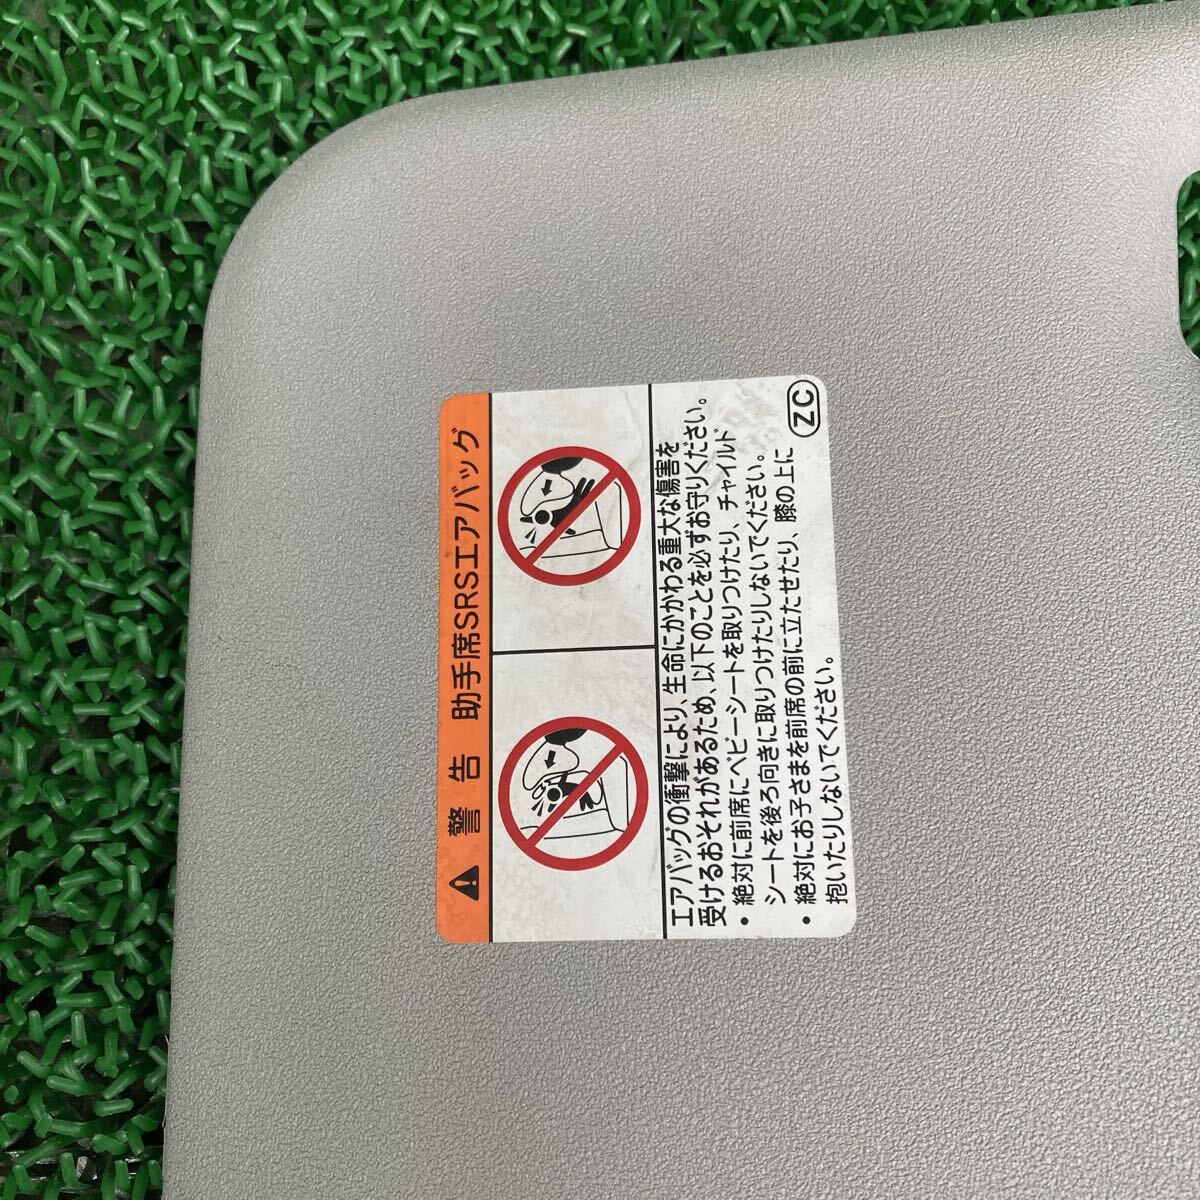 警告 助手席SRSエアバッグ
エアバッグの衝撃により、生命にかかわる重大な傷害を
受けるおそれがあるため、以下のことを必ずお守りください。
・絶対に前席にベビーシートを取りつけたり、チャイルド
シートを後ろ向きに取りつけたりしないでください。
・絶対にお子さまを前席の前に立たせたり、膝の上に
抱いたりしないでください。
ZC